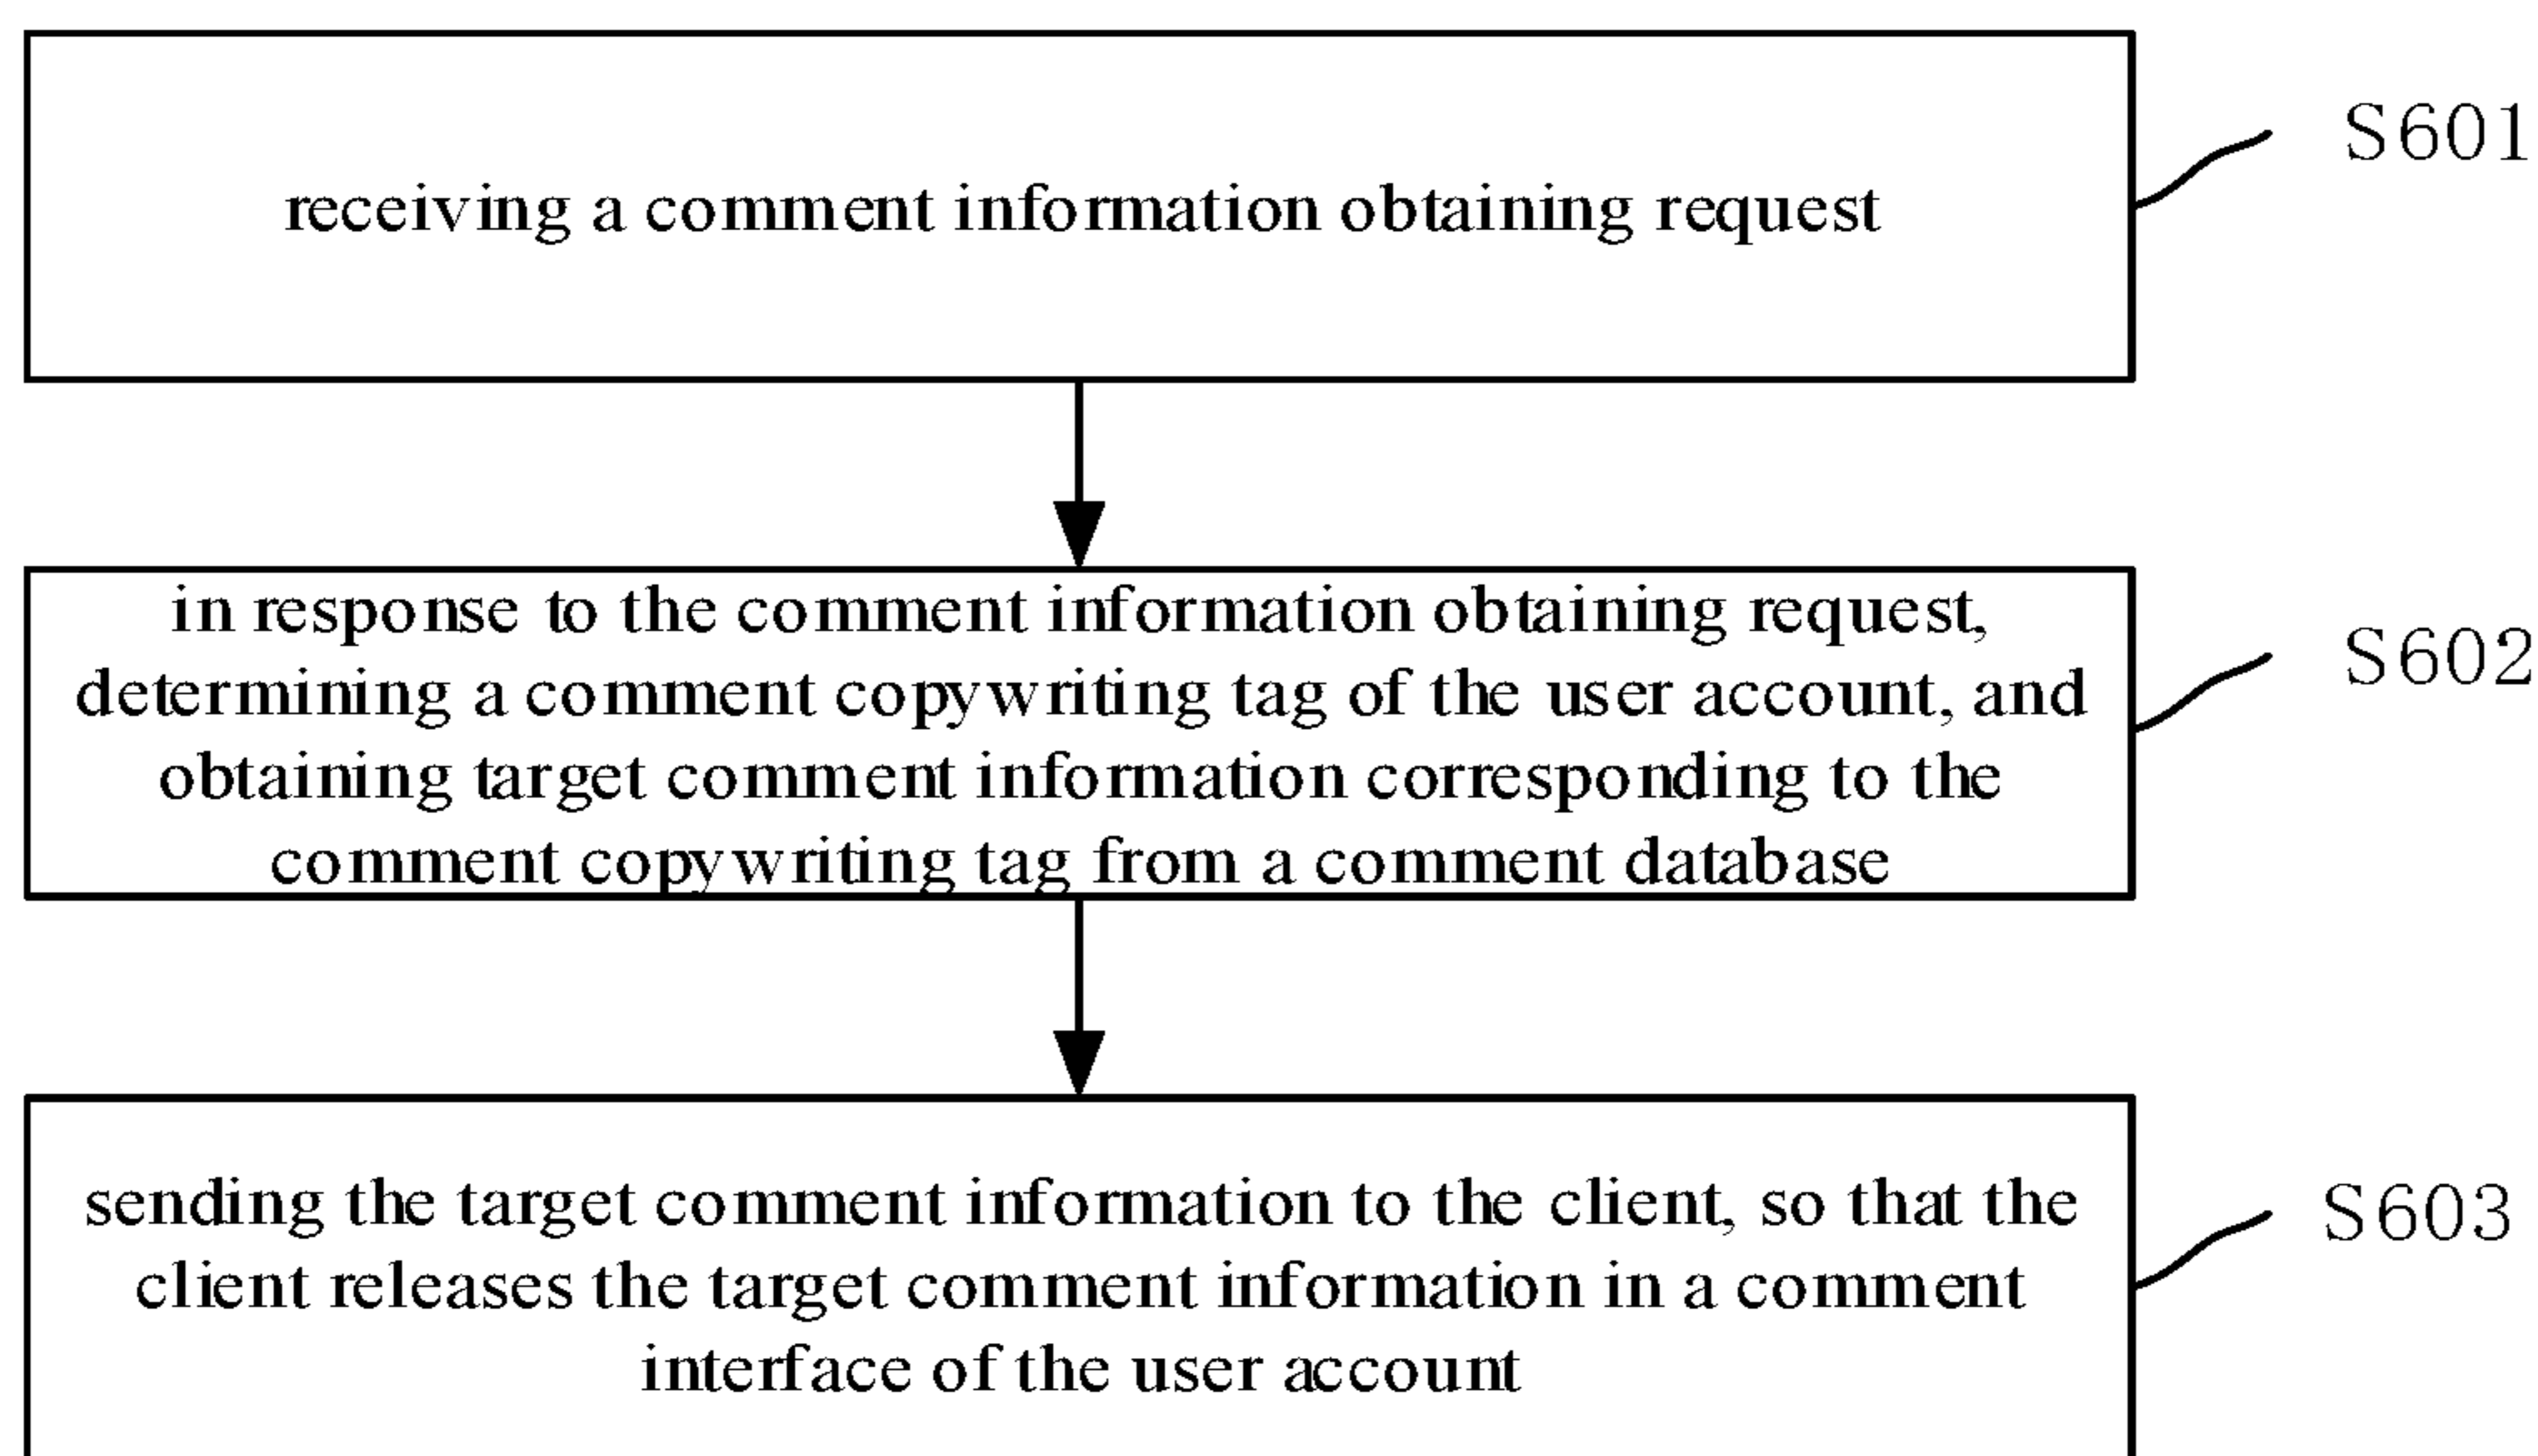 receiving a comment information obtaining request
S601
in response to the comment information obtaining request,
determining a comment copywriting tag of the user account, and
obtaining target comment information corresponding to the
comment copywriting tag from a comment database
S602
sending the target comment information to the client, so that the
client releases the target comment information in a comment
interface of the user account
S603